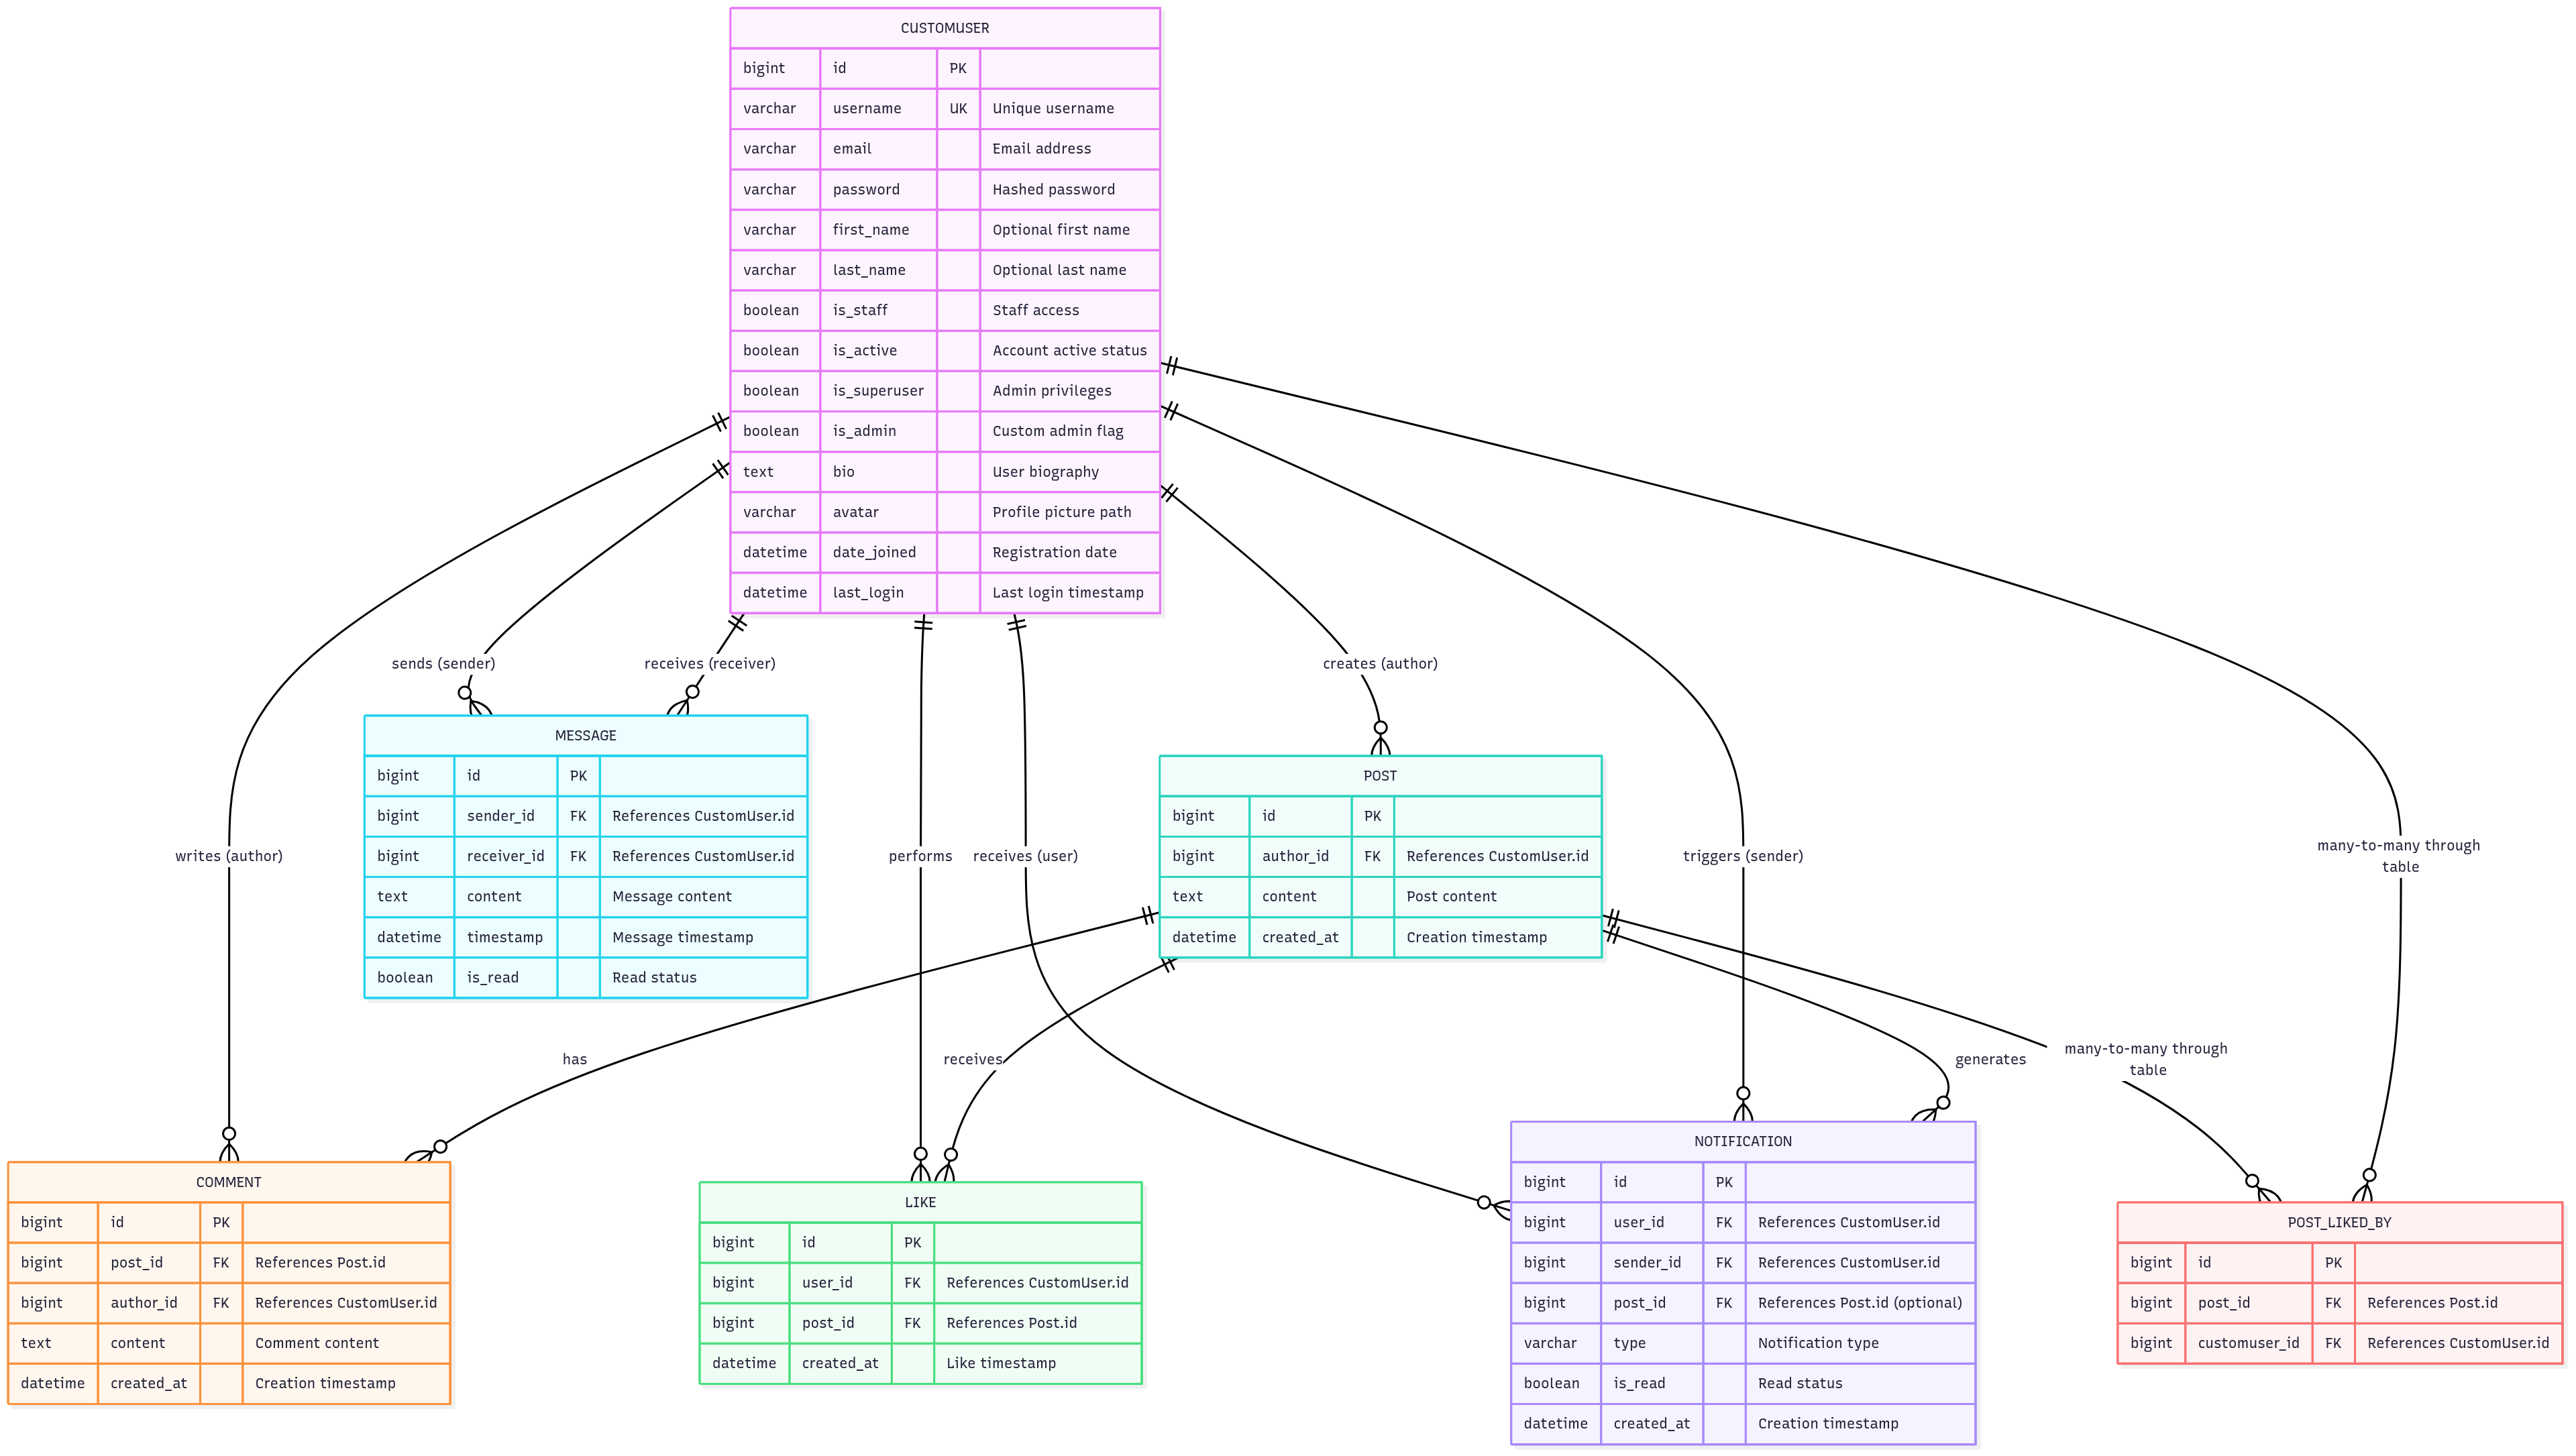 CUSTOMUSER
bigint id PK
varchar username UK Unique username
varchar email Email address
varchar password Hashed password
varchar first_name Optional first name
varchar last_name Optional last name
boolean is_staff Staff access
boolean is_active Account active status
boolean is_superuser Admin privileges
boolean is_admin Custom admin flag
text bio User biography
varchar avatar Profile picture path
datetime date_joined Registration date
datetime last_login Last login timestamp
sends (sender)
receives (receiver)
creates (author)
MESSAGE
bigint id PK
bigint sender_id FK References CustomUser.id
bigint receiver_id FK References CustomUser.id
text content Message content
datetime timestamp Message timestamp
boolean is_read Read status
POST
bigint id PK
bigint author_id FK References CustomUser.id
text content Post content
datetime created_at Creation timestamp
writes (author)
performs
receives (user)
triggers (sender)
many-to-many through
table
has
receives
generates
many-to-many through
table
COMMENT
bigint id PK
bigint post_id FK References Post.id
bigint author_id FK References CustomUser.id
text content Comment content
datetime created_at Creation timestamp
LIKE
bigint id PK
bigint user_id FK References CustomUser.id
bigint post_id FK References Post.id
datetime created_at Like timestamp
NOTIFICATION
bigint id PK
bigint user_id FK References CustomUser.id
bigint sender_id FK References CustomUser.id
bigint post_id FK References Post.id (optional)
varchar type Notification type
boolean is_read Read status
datetime created_at Creation timestamp
POST_LIKED_BY
bigint id PK
bigint post_id FK References Post.id
bigint customuser_id FK References CustomUser.id